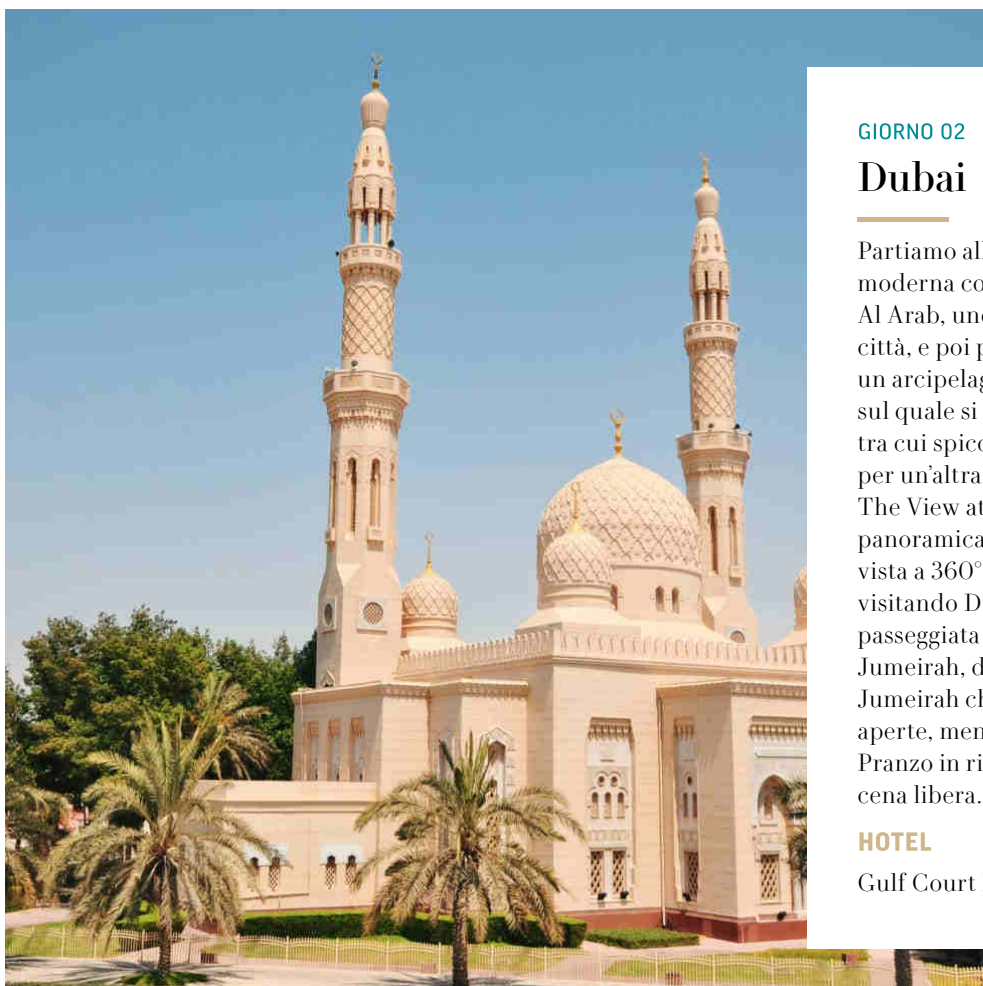 GIORNO 02
Dubai
Partiamo al
moderna co
Al Arab, un
città, e poi p
un arcipela
sul quale si
tra cui spic
per un’altra
The View at
panoramica
vista a 360°
visitando D
passeggiata
Jumeirah, d
Jumeirah ch
aperte, men
Pranzo in ri
cena libera.
HOTEL
Gulf Court